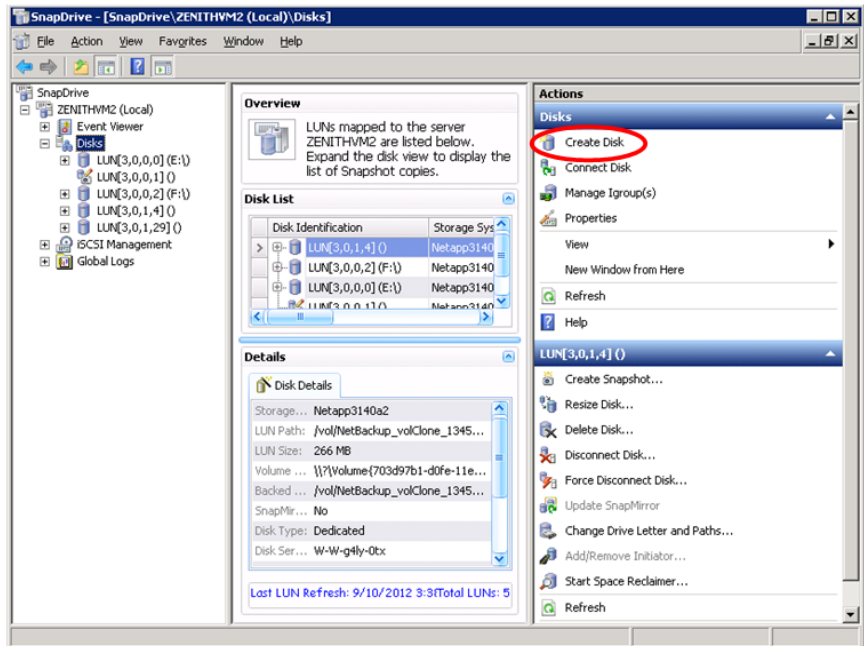 SnapDrive - [SnapDrive\ZENITHVM2 (Local)\Disks]
File Action View Favorites Window Help
SnapDrive
ZENITHVM2 (Local)
Event Viewer
Disks
LUN[3,0,0,0] (E:\)
LUN[3,0,0,1] ()
LUN[3,0,0,2] (F:\)
LUN[3,0,1,4] ()
LUN[3,0,1,29] ()
iSCSI Management
Global Logs
Overview
LUNs mapped to the server
ZENITHVM2 are listed below.
Expand the disk view to display the
list of Snapshot copies.
Disk List
Disk Identification Storage Sys
LUN[3,0,1,4] () Netapp3140
LUN[3,0,0,2] (F:\) Netapp3140
LUN[3,0,0,0] (E:\) Netapp3140
LUN[3,0,0,1] () Netapp3140
Details
Disk Details
Storage... Netapp3140a2
LUN Path: /vol/NetBackup_volClone_1345...
LUN Size: 266 MB
Volume ... \\?\Volume{703d97b1-d0fe-11e...
Backed ... /vol/NetBackup_volClone_1345...
SnapMir... No
Disk Type: Dedicated
Disk Ser... W-W-g4ly-0tx
Last LUN Refresh: 9/10/2012 3:3 Total LUNs: 5
Actions
Disks
Create Disk
Connect Disk
Manage Igroup(s)
Properties
View
New Window from Here
Refresh
Help
LUN[3,0,1,4] ()
Create Snapshot...
Resize Disk...
Delete Disk...
Disconnect Disk...
Force Disconnect Disk...
Update SnapMirror
Change Drive Letter and Paths...
Add/Remove Initiator...
Start Space Reclaimer...
Refresh